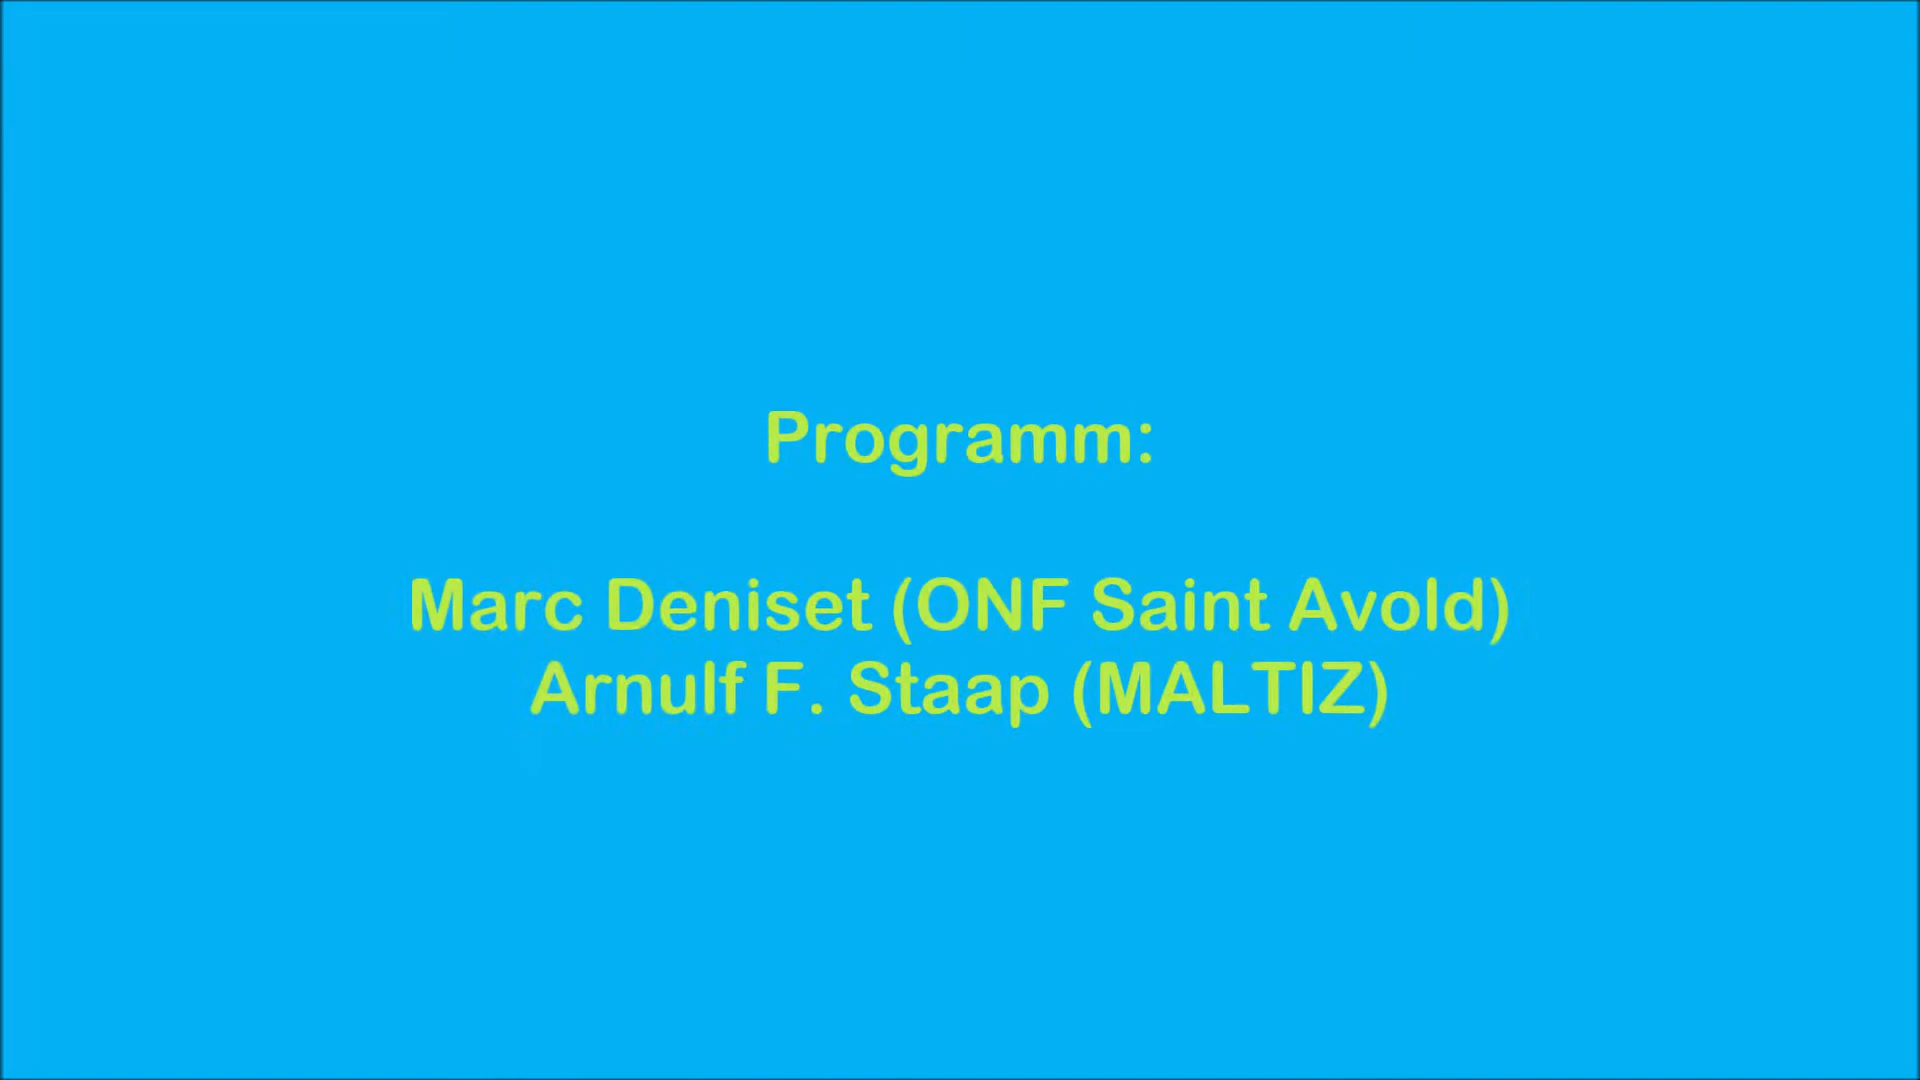 Programm:
Marc Deniset (ONF Saint Avold)
Arnulf F. Staap (MALTIZ)